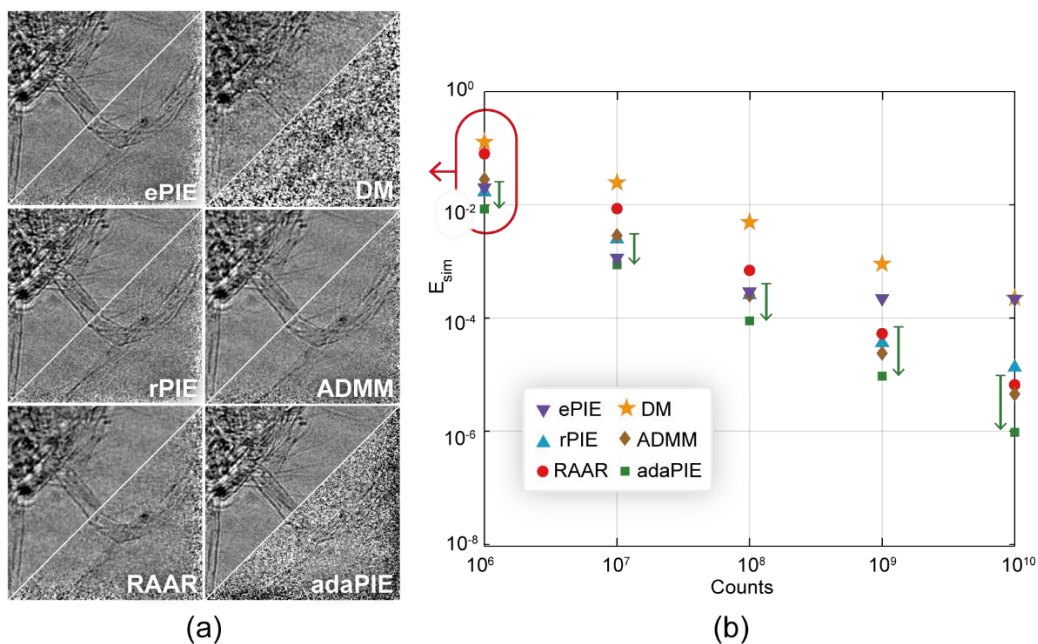 ePIE
DM
rPIE
ADMM
RAAR
adaPIE
(a)
E_sim
10^0
10^-2
10^-4
10^-6
10^-8
ePIE DM
rPIE ADMM
RAAR adaPIE
10^6 10^7 10^8 10^9 10^10
Counts
(b)